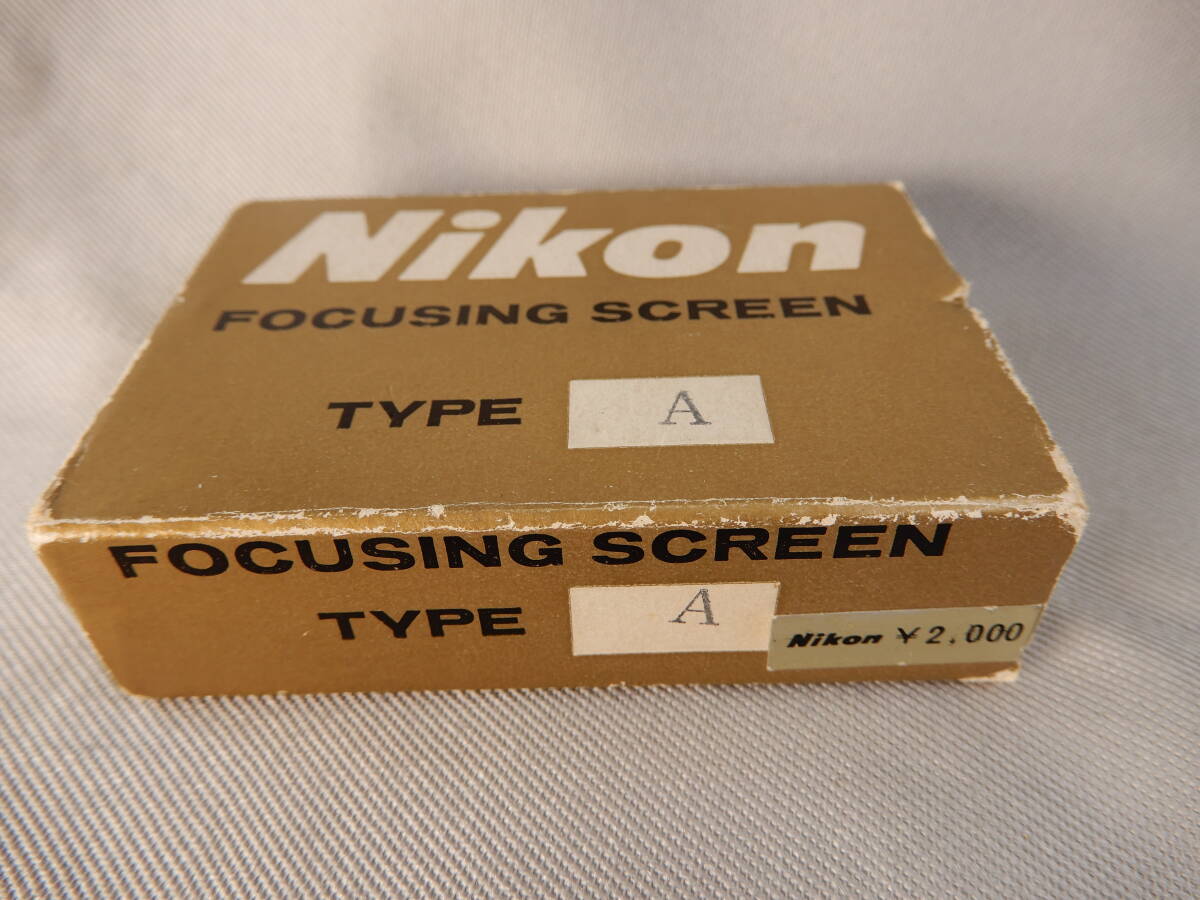 Nikon
FOCUSING SCREEN
TYPE A
FOCUSING SCREEN
TYPE A
Nikon ¥2,000